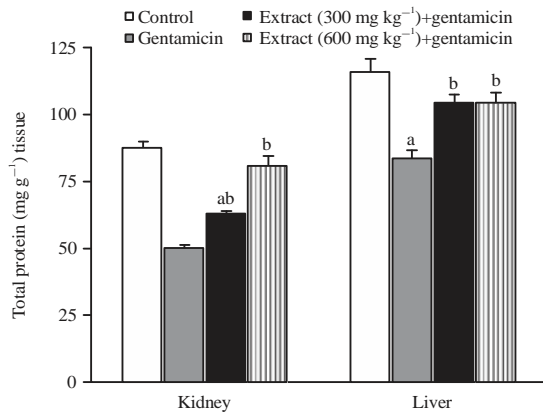 Control
Extract (300 mg kg⁻¹)+gentamicin
Gentamicin
Extract (600 mg kg⁻¹)+gentamicin
Total protein (mg g⁻¹) tissue
125
100
75
50
25
0
ab
b
a
b
b
Kidney
Liver